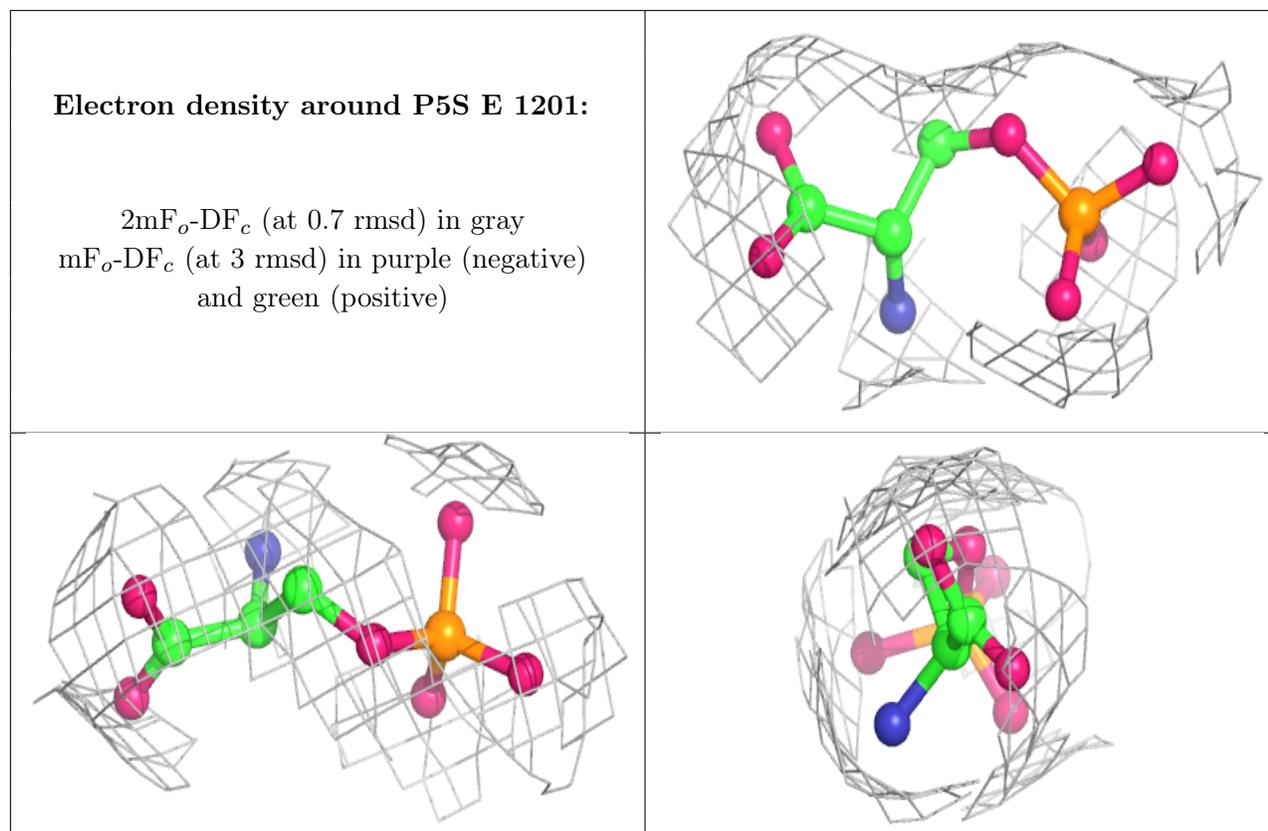 Electron density around P5S E 1201:
2mFo-DFc (at 0.7 rmsd) in gray
mFo-DFc (at 3 rmsd) in purple (negative)
and green (positive)